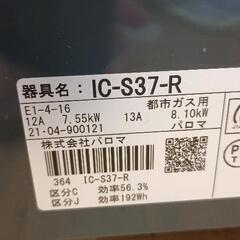 器具名：IC-S37-R
E1-4-16 都市ガス用
12A 7.55kW 13A 8.10kW
21-04-900121 パロマ
株式会社パロマ
364 IC-S37-R
区分C 効率56.3%
区分J 効率192Wh
P
T